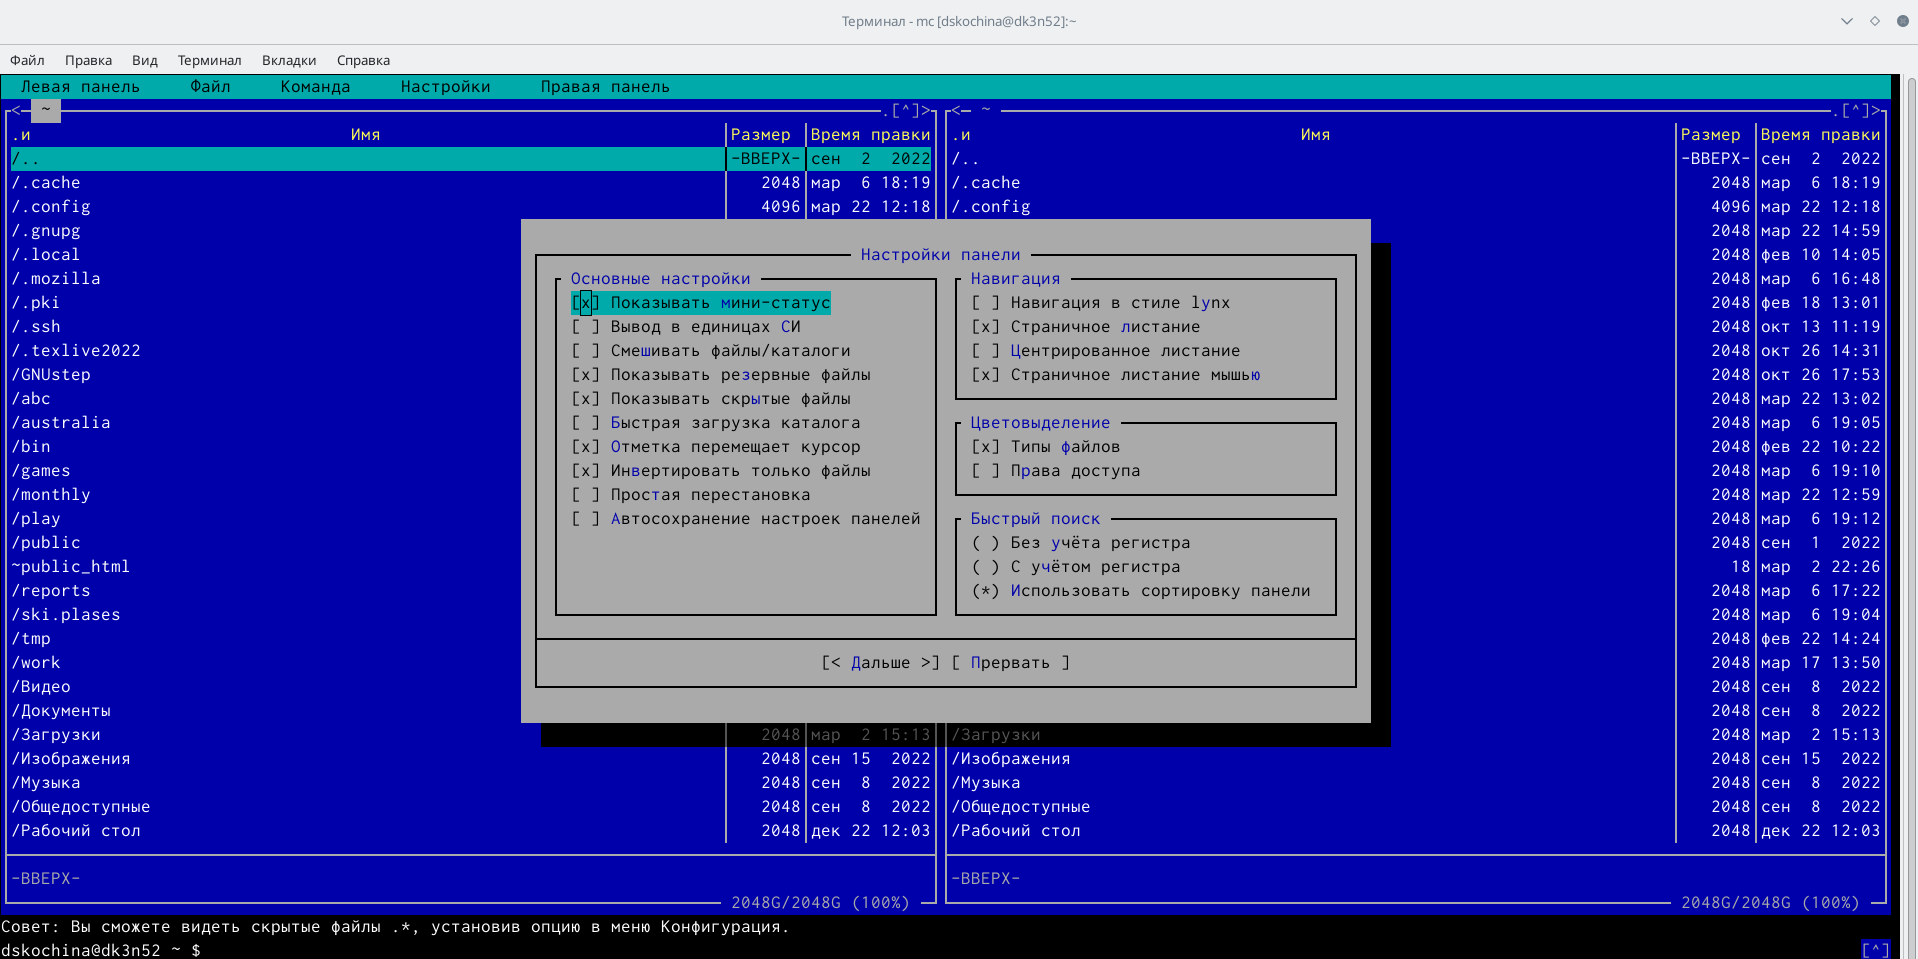 Терминал - mc [dskochina@dk3n52]:~
Файл Правка Вид Терминал Вкладки Справка
Левая панель Файл Команда Настройки Правая панель
<- ~ .[^]> <- ~ .[^]>
.и Имя Размер Время правки .и Имя Размер Время правки
/.. -ВВЕРХ- сен 2 2022 /.. -ВВЕРХ- сен 2 2022
/.cache 2048 мар 6 18:19 /.cache 2048 мар 6 18:19
/.config 4096 мар 22 12:18 /.config 4096 мар 22 12:18
/.gnupg 2048 мар 22 14:59
/.local Настройки панели 2048 фев 10 14:05
/.mozilla Основные настройки Навигация 2048 мар 6 16:48
/.pki [x] Показывать мини-статус [ ] Навигация в стиле lynx 2048 фев 18 13:01
/.ssh [ ] Вывод в единицах СИ [x] Страничное листание 2048 окт 13 11:19
/.texlive2022 [ ] Смешивать файлы/каталоги [ ] Центрированное листание 2048 окт 26 14:31
/GNUstep [x] Показывать резервные файлы [x] Страничное листание мышью 2048 окт 26 17:53
/abc [x] Показывать скрытые файлы 2048 мар 22 13:02
/australia [ ] Быстрая загрузка каталога Цветовыделение 2048 мар 6 19:05
/bin [x] Отметка перемещает курсор [x] Типы файлов 2048 фев 22 10:22
/games [x] Инвертировать только файлы [ ] Права доступа 2048 мар 6 19:10
/monthly [ ] Простая перестановка 2048 мар 22 12:59
/play [ ] Автосохранение настроек панелей Быстрый поиск 2048 мар 6 19:12
/public ( ) Без учёта регистра 2048 сен 1 2022
~public_html ( ) С учётом регистра 18 мар 2 22:26
/reports (*) Использовать сортировку панели 2048 мар 6 17:22
/ski.plases 2048 мар 6 19:04
/tmp 2048 фев 22 14:24
/work [< Дальше >] [ Прервать ] 2048 мар 17 13:50
/Видео 2048 сен 8 2022
/Документы 2048 сен 8 2022
/Загрузки 2048 мар 2 15:13 /Загрузки 2048 мар 2 15:13
/Изображения 2048 сен 15 2022 /Изображения 2048 сен 15 2022
/Музыка 2048 сен 8 2022 /Музыка 2048 сен 8 2022
/Общедоступные 2048 сен 8 2022 /Общедоступные 2048 сен 8 2022
/Рабочий стол 2048 дек 22 12:03 /Рабочий стол 2048 дек 22 12:03
-ВВЕРХ- -ВВЕРХ-
2048G/2048G (100%) 2048G/2048G (100%)
Совет: Вы сможете видеть скрытые файлы .*, установив опцию в меню Конфигурация.
dskochina@dk3n52 ~ $ [^]